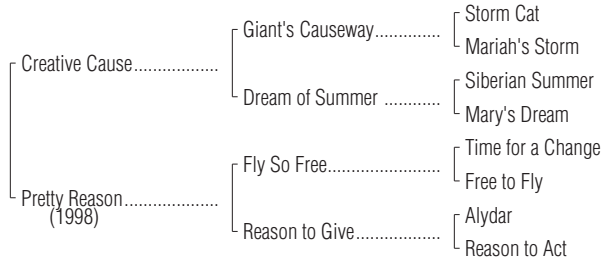 Storm Cat
Giant's Causeway..............
Mariah's Storm
Creative Cause..................
Siberian Summer
Dream of Summer ............
Mary's Dream
Time for a Change
Fly So Free........................
Free to Fly
Pretty Reason....................
(1998)
Alydar
Reason to Give..................
Reason to Act